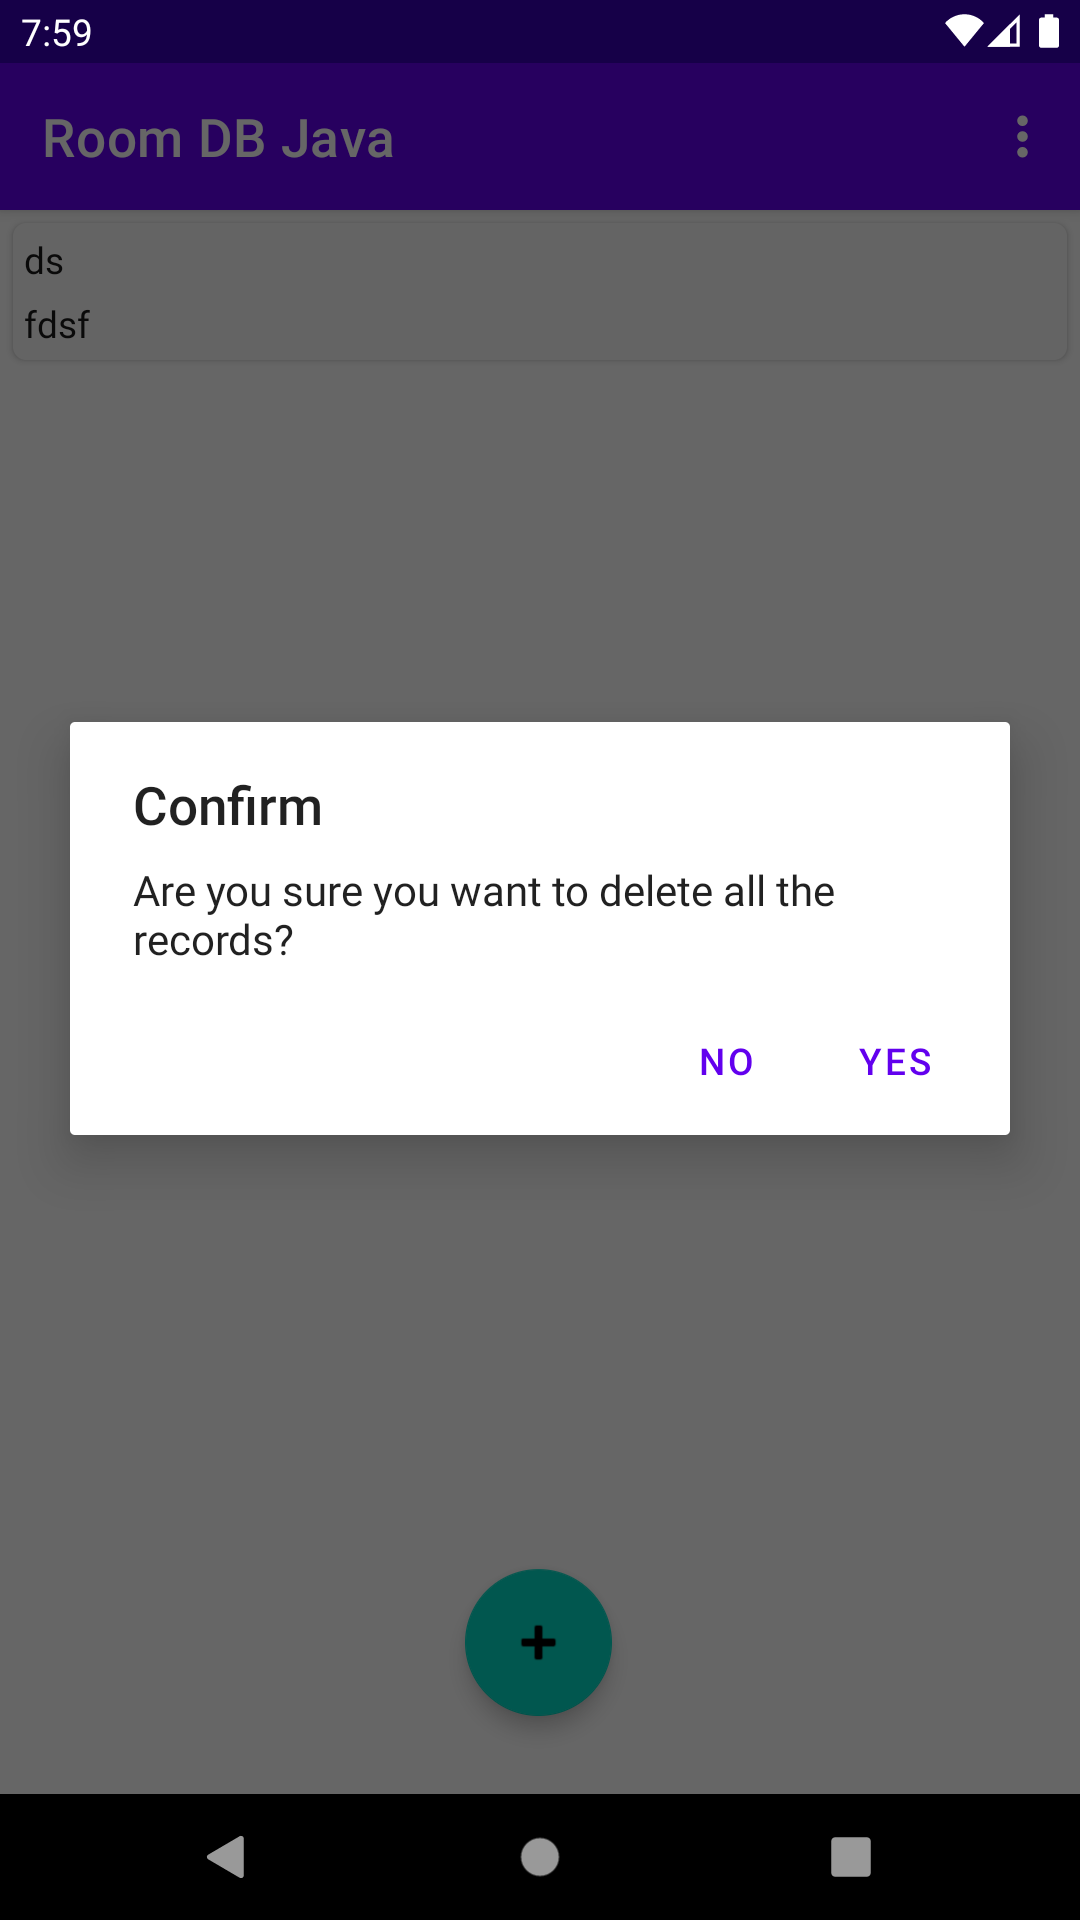 7:59
Room DB Java
ds
fdsf
Confirm
Are you sure you want to delete all the
records?
NO YES